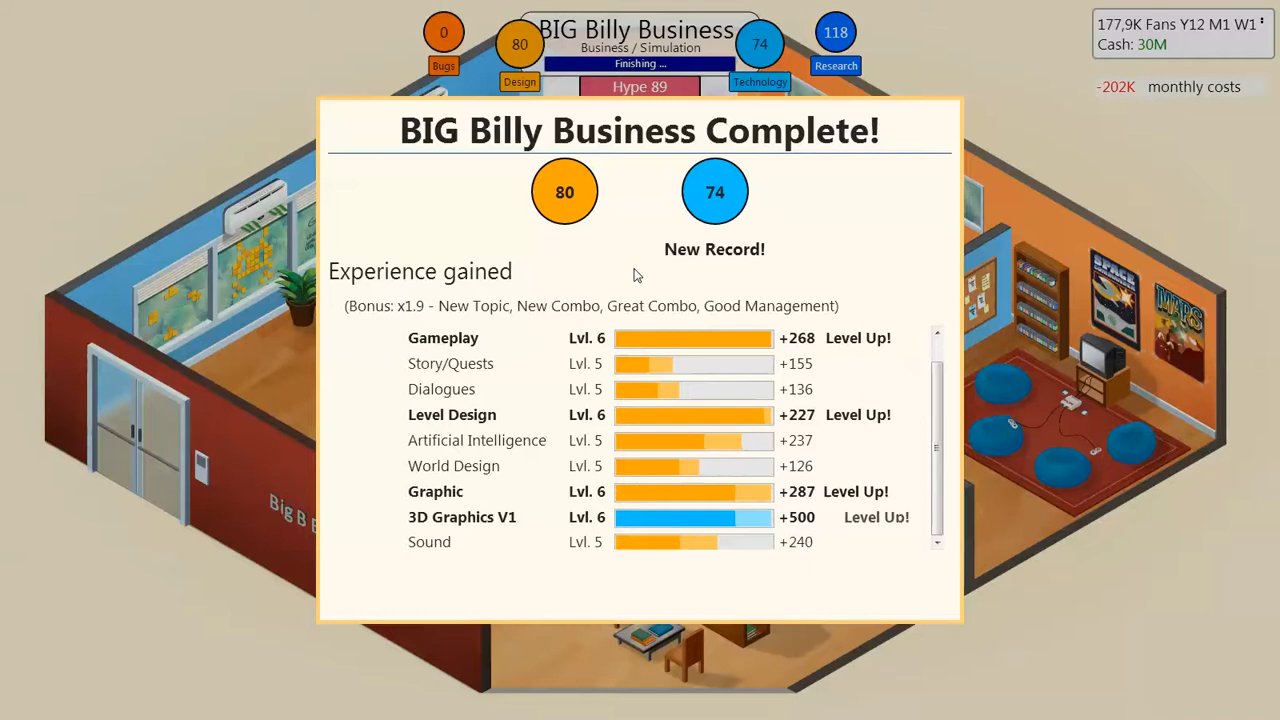 0
Bugs
80
Design
BIG Billy Business
Business / Simulation
Finishing ...
Hype 89
74
Technology
118
Research
177,9K Fans Y12 M1 W1
Cash: 30M
-202K monthly costs
BIG Billy Business Complete!
80
74
New Record!
Experience gained
(Bonus: x1.9 - New Topic, New Combo, Great Combo, Good Management)
Gameplay Lvl. 6 +268 Level Up!
Story/Quests Lvl. 5 +155
Dialogues Lvl. 5 +136
Level Design Lvl. 6 +227 Level Up!
Artificial Intelligence Lvl. 5 +237
World Design Lvl. 5 +126
Graphic Lvl. 6 +287 Level Up!
3D Graphics V1 Lvl. 6 +500 Level Up!
Sound Lvl. 5 +240
SPACE
MAPS
Big B